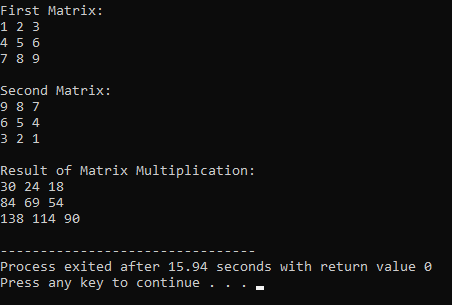 First Matrix:
1 2 3
4 5 6
7 8 9
Second Matrix:
9 8 7
6 5 4
3 2 1
Result of Matrix Multiplication:
30 24 18
84 69 54
138 114 90
--------------------------------
Process exited after 15.94 seconds with return value 0
Press any key to continue . . .